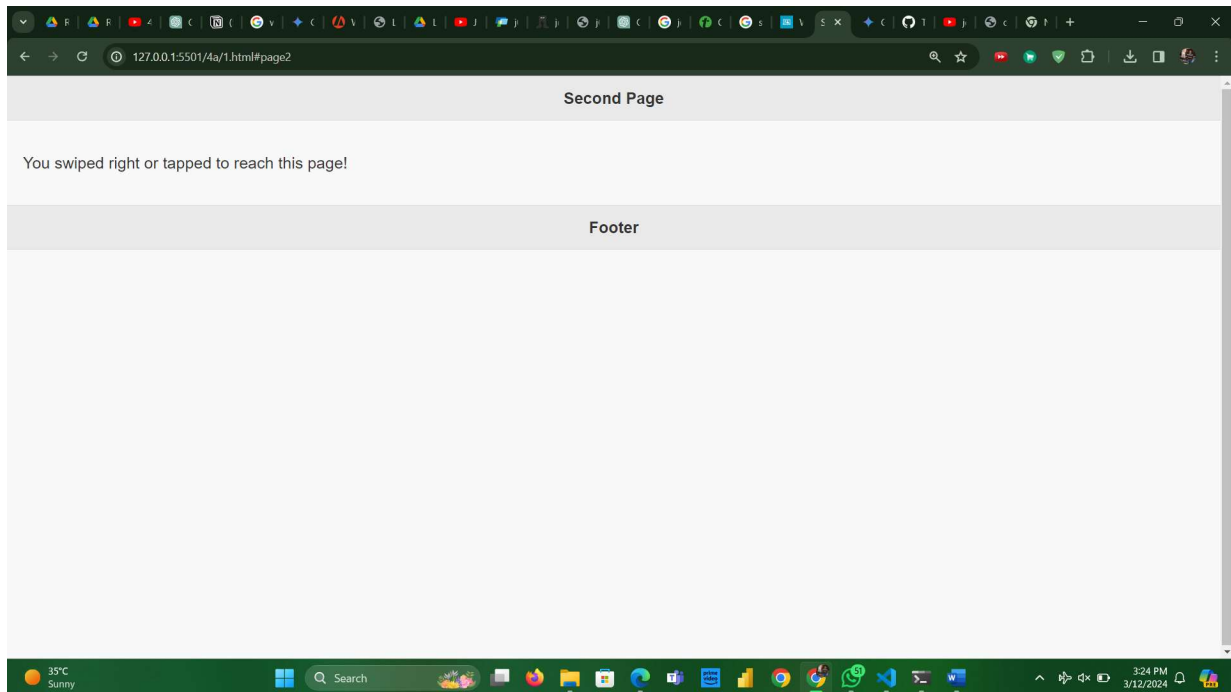 127.0.0.1:5501/4a/1.html#page2
Second Page
You swiped right or tapped to reach this page!
Footer
35°C
Sunny
Search
51
3:24 PM
3/12/2024